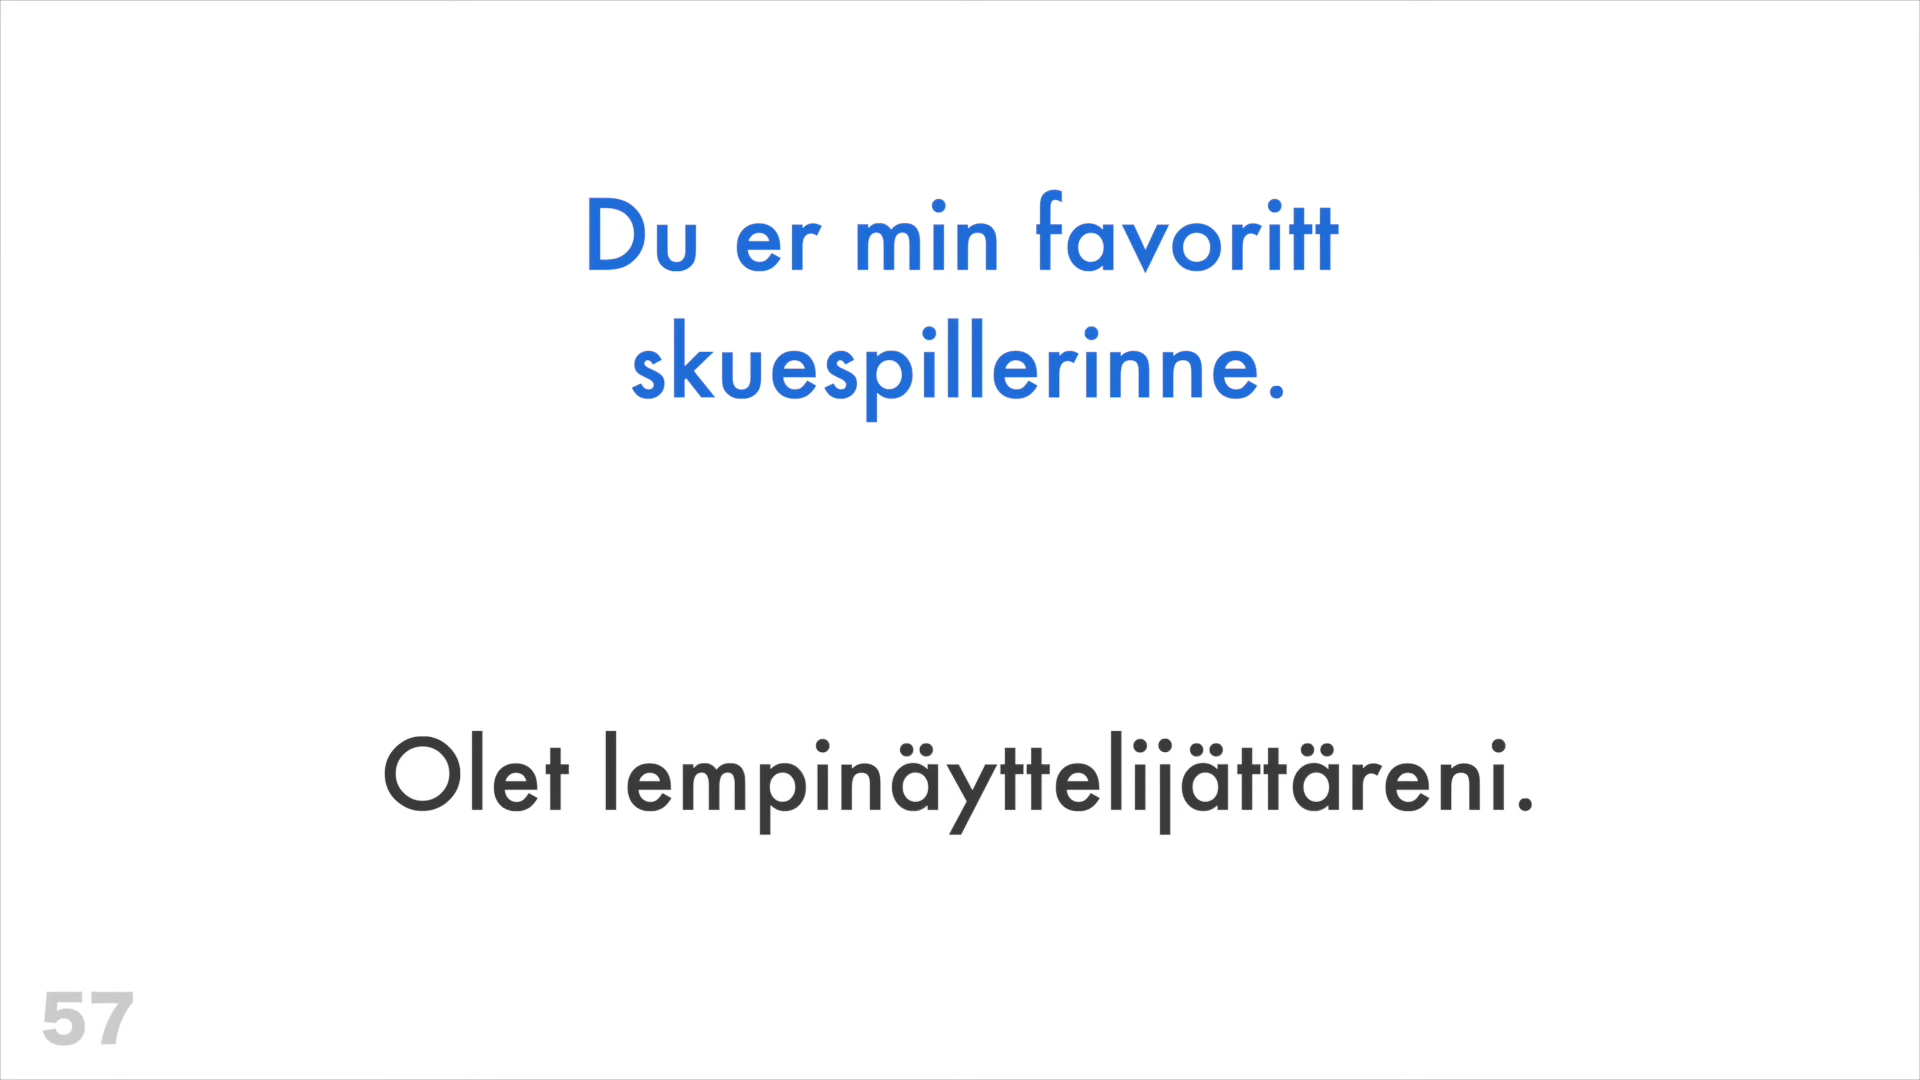 Du er min favoritt
skuespillerinne.
Olet lempinäyttelijättäreni.
57